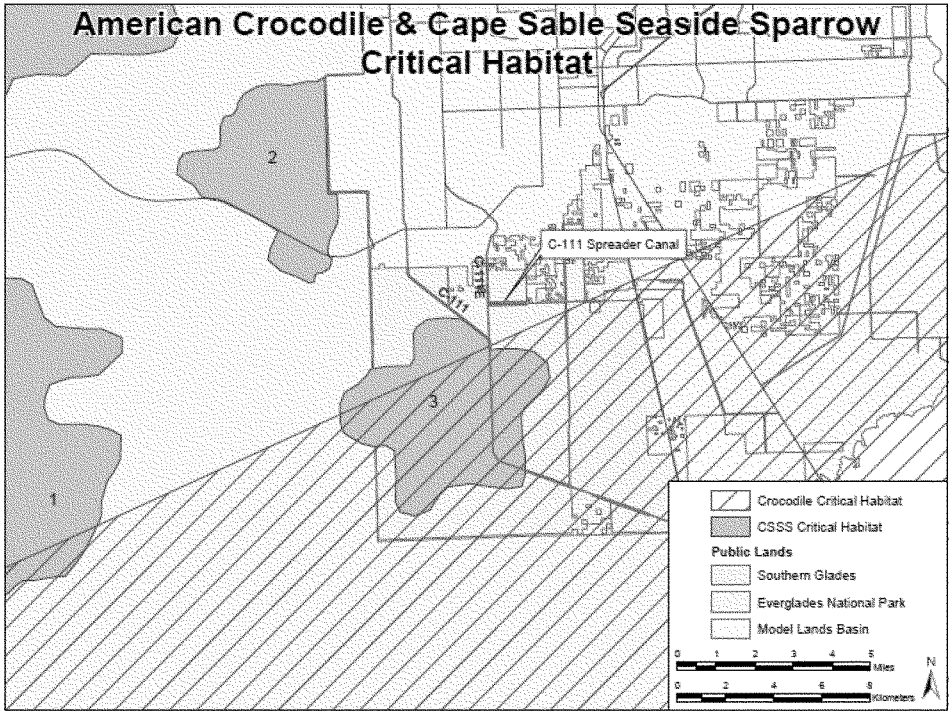 American Crocodile & Cape Sable Seaside Sparrow
Critical Habitat
2
C-111 Spreader Canal
C-111E
C-111
3
1
Crocodile Critical Habitat
CSSS Critical Habitat
Public Lands
Southern Glades
Everglades National Park
Model Lands Basin
0 1 2 3 4 5
Miles
N
0 2 4 6 8
Kilometers